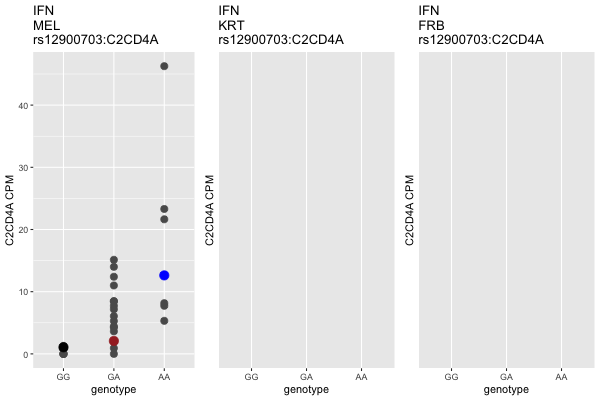 IFN
MEL
rs12900703:C2CD4A
C2CD4A CPM
40
30
20
10
0
GG GA AA
genotype
IFN
KRT
rs12900703:C2CD4A
C2CD4A CPM
GG GA AA
genotype
IFN
FRB
rs12900703:C2CD4A
C2CD4A CPM
GG GA AA
genotype